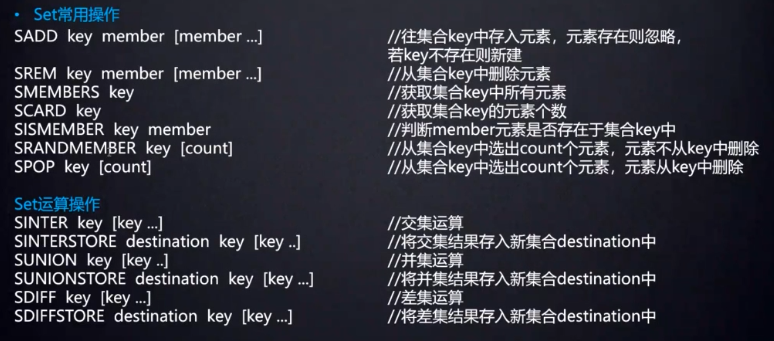 • Set常用操作
SADD key member [member ...] //往集合key中存入元素，元素存在则忽略，
若key不存在则新建
SREM key member [member ...] //从集合key中删除元素
SMEMBERS key //获取集合key中所有元素
SCARD key //获取集合key的元素个数
SISMEMBER key member //判断member元素是否存在于集合key中
SRANDMEMBER key [count] //从集合key中选出count个元素，元素不从key中删除
SPOP key [count] //从集合key中选出count个元素，元素从key中删除
Set运算操作
SINTER key [key ...] //交集运算
SINTERSTORE destination key [key ..] //将交集结果存入新集合destination中
SUNION key [key ..] //并集运算
SUNIONSTORE destination key [key ...] //将并集结果存入新集合destination中
SDIFF key [key ...] //差集运算
SDIFFSTORE destination key [key ...] //将差集结果存入新集合destination中